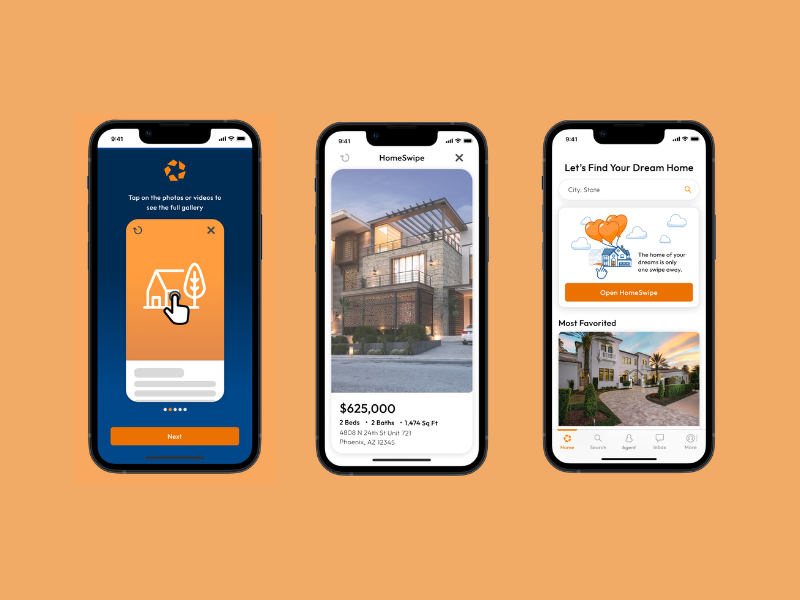 9:41
Tap on the photos or videos to
see the full gallery
Next
9:41
HomeSwipe
$625,000
2 Beds • 2 Baths • 1,474 Sq Ft
4808 N 24th St Unit 721
Phoenix, AZ 12345
9:41
Let's Find Your Dream Home
City, State
The home of your
dreams is only
one swipe away.
Open HomeSwipe
Most Favorited
Home Search Agent Inbox More